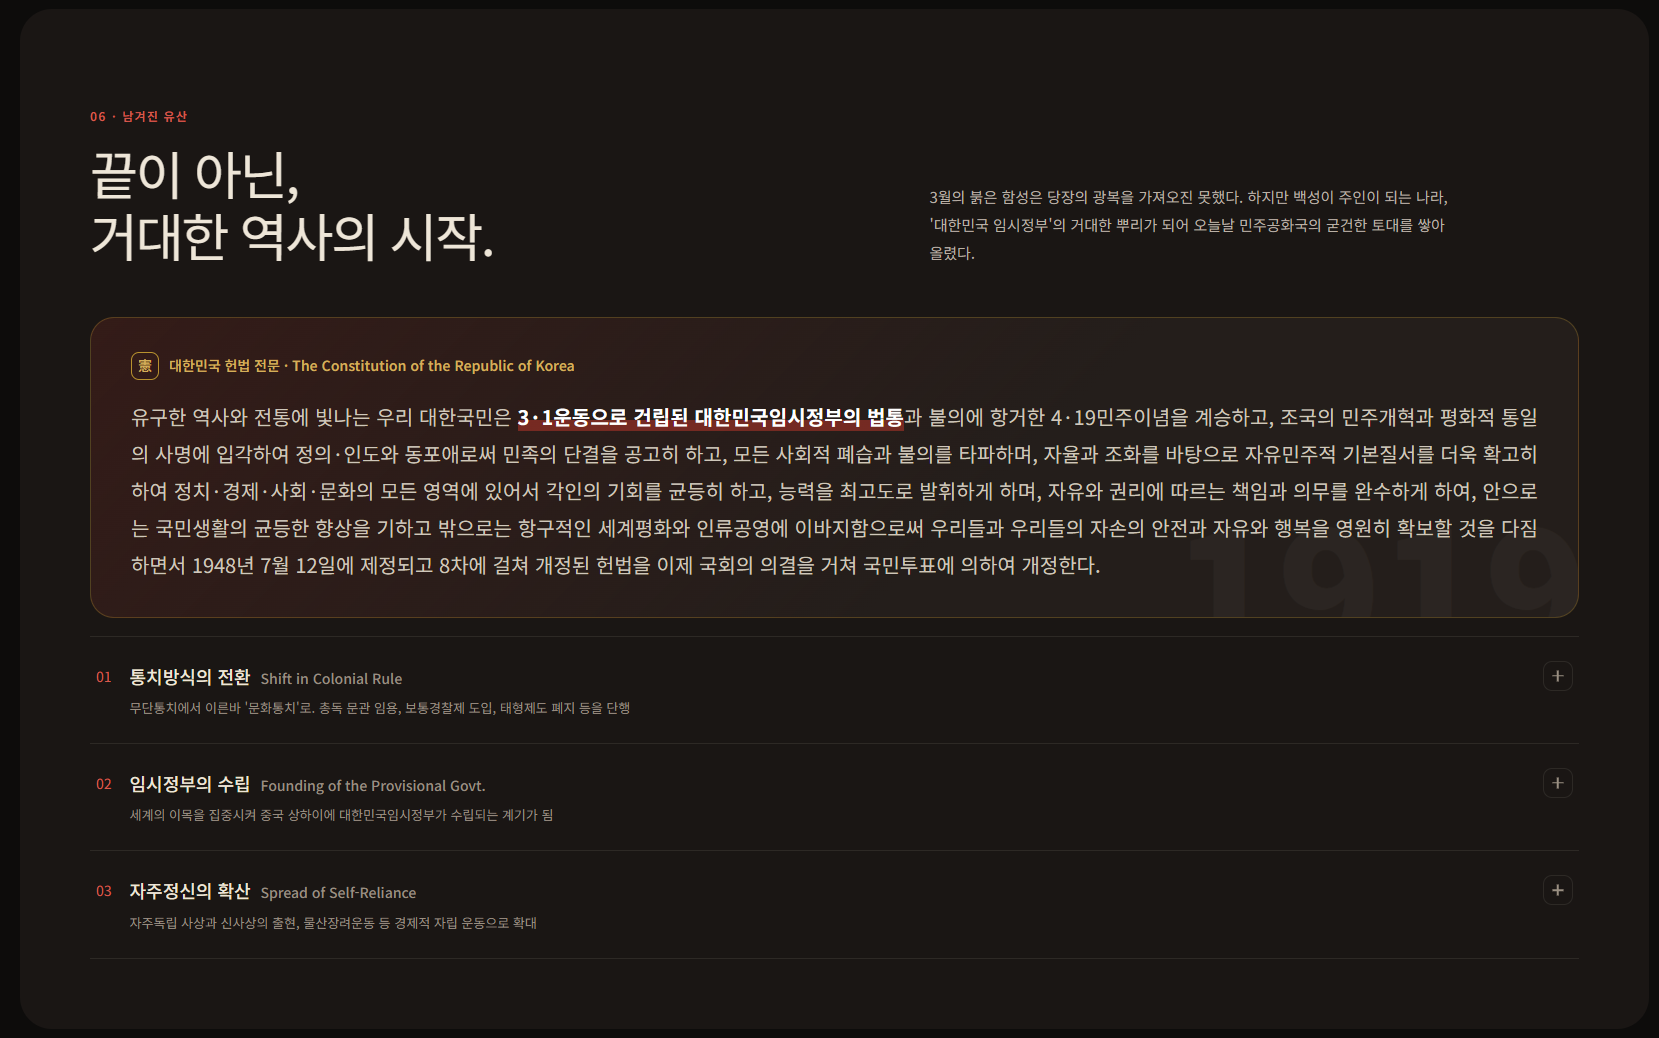 06 · 남겨진 유산
끝이 아닌,
거대한 역사의 시작.
3월의 붉은 함성은 당장의 광복을 가져오진 못했다. 하지만 백성이 주인이 되는 나라,
'대한민국 임시정부'의 거대한 뿌리가 되어 오늘날 민주공화국의 굳건한 토대를 쌓아
올렸다.
憲 대한민국 헌법 전문 · The Constitution of the Republic of Korea
유구한 역사와 전통에 빛나는 우리 대한국민은 3·1운동으로 건립된 대한민국임시정부의 법통과 불의에 항거한 4·19민주이념을 계승하고, 조국의 민주개혁과 평화적 통일
의 사명에 입각하여 정의·인도와 동포애로써 민족의 단결을 공고히 하고, 모든 사회적 폐습과 불의를 타파하며, 자율과 조화를 바탕으로 자유민주적 기본질서를 더욱 확고히
하여 정치·경제·사회·문화의 모든 영역에 있어서 각인의 기회를 균등히 하고, 능력을 최고도로 발휘하게 하며, 자유와 권리에 따르는 책임과 의무를 완수하게 하여, 안으로
는 국민생활의 균등한 향상을 기하고 밖으로는 항구적인 세계평화와 인류공영에 이바지함으로써 우리들과 우리들의 자손의 안전과 자유와 행복을 영원히 확보할 것을 다짐
하면서 1948년 7월 12일에 제정되고 8차에 걸쳐 개정된 헌법을 이제 국회의 의결을 거쳐 국민투표에 의하여 개정한다.
1919
01 통치방식의 전환 Shift in Colonial Rule +
무단통치에서 이른바 '문화통치'로. 총독 문관 임용, 보통경찰제 도입, 태형제도 폐지 등을 단행
02 임시정부의 수립 Founding of the Provisional Govt. +
세계의 이목을 집중시켜 중국 상하이에 대한민국임시정부가 수립되는 계기가 됨
03 자주정신의 확산 Spread of Self-Reliance +
자주독립 사상과 신사상의 출현, 물산장려운동 등 경제적 자립 운동으로 확대